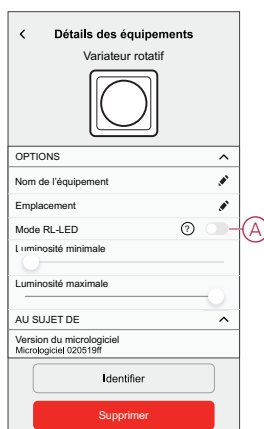 Détails des équipements
Variateur rotatif
OPTIONS
Nom de l'équipement
Emplacement
Mode RL-LED ?
A
Luminosité minimale
Luminosité maximale
AU SUJET DE
Version du micrologiciel
Micrologiciel 020519ff
Identifier
Supprimer